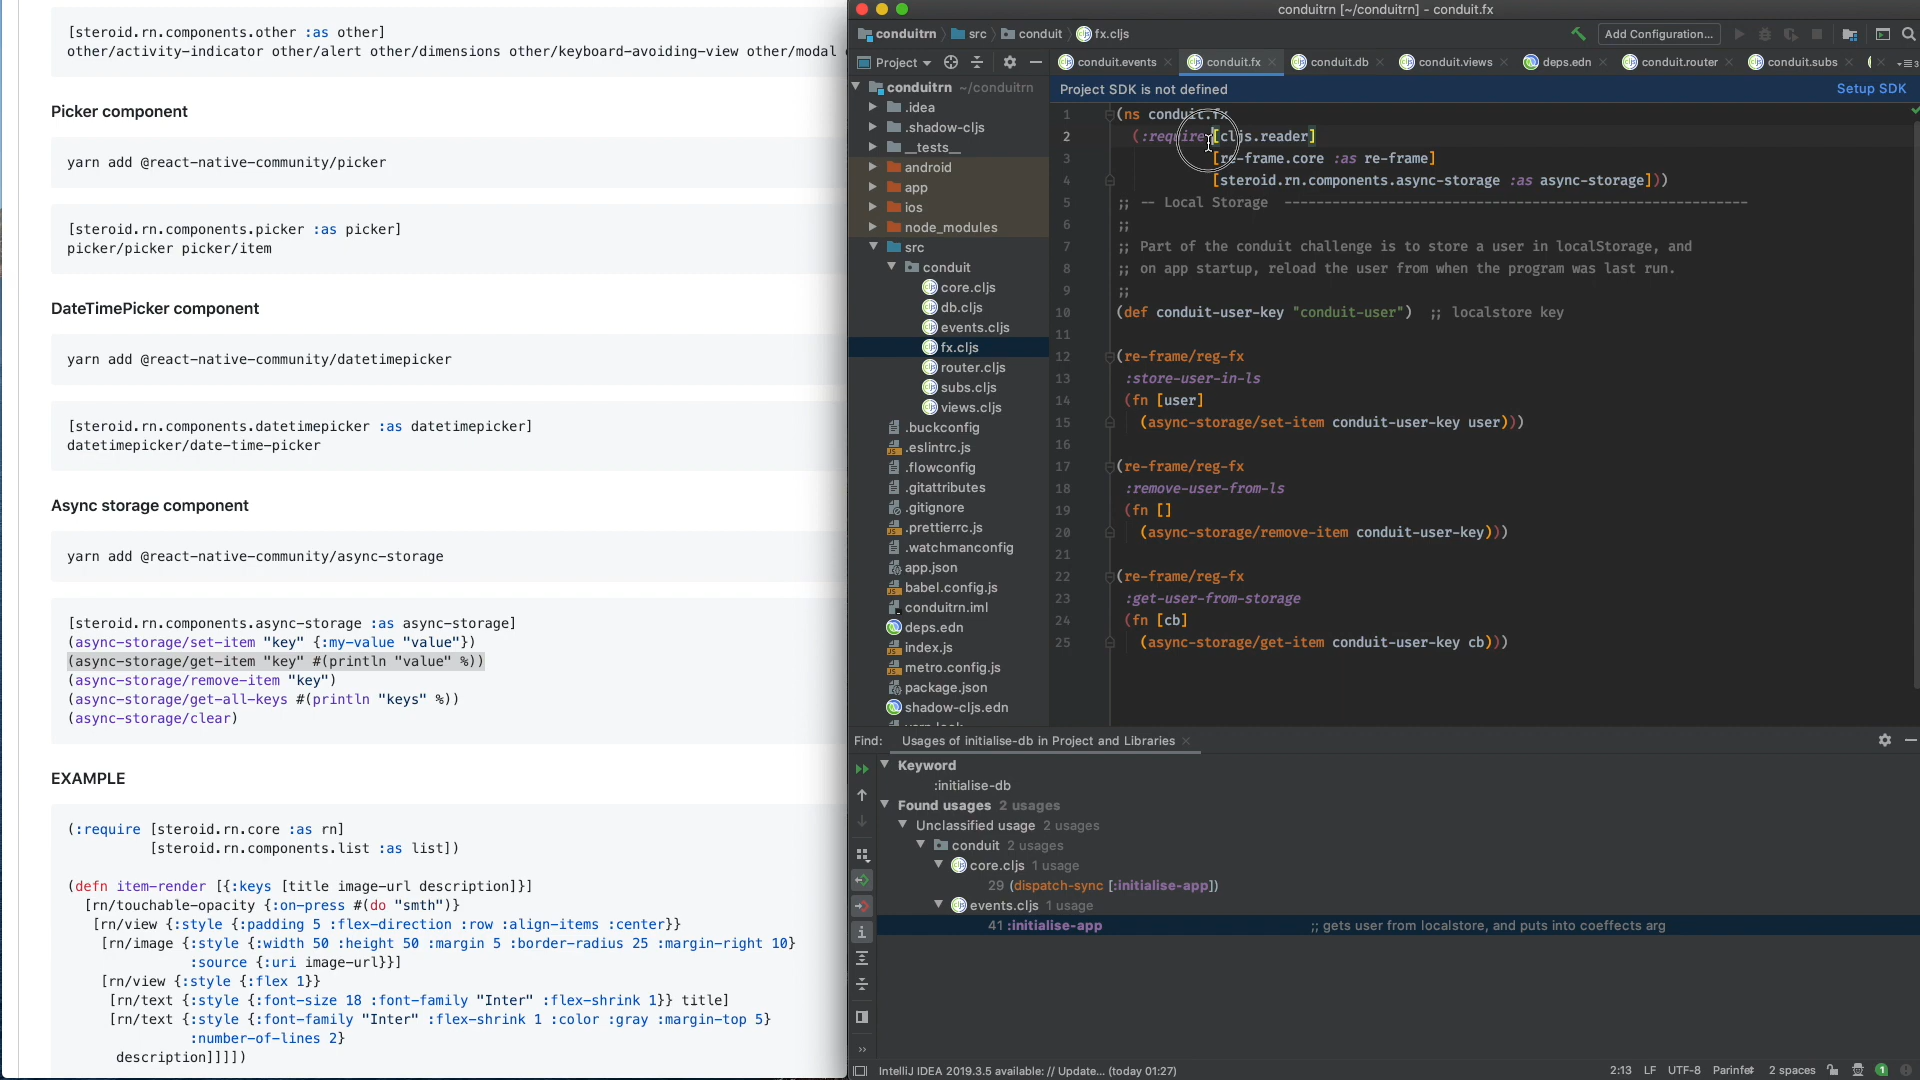 [steroid.rn.components.other :as other]
other/activity-indicator other/alert other/dimensions other/keyboard-avoiding-view other/modal
Picker component
yarn add @react-native-community/picker
[steroid.rn.components.picker :as picker]
picker/picker picker/item
DateTimePicker component
yarn add @react-native-community/datetimepicker
[steroid.rn.components.datetimepicker :as datetimepicker]
datetimepicker/date-time-picker
Async storage component
yarn add @react-native-community/async-storage
[steroid.rn.components.async-storage :as async-storage]
(async-storage/set-item "key" {:my-value "value"})
(async-storage/get-item "key" #(println "value" %))
(async-storage/remove-item "key")
(async-storage/get-all-keys #(println "keys" %))
(async-storage/clear)
EXAMPLE
(:require [steroid.rn.core :as rn]
[steroid.rn.components.list :as list])
(defn item-render [{:keys [title image-url description]}]
[rn/touchable-opacity {:on-press #(do "smth")}
[rn/view {:style {:padding 5 :flex-direction :row :align-items :center}}
[rn/image {:style {:width 50 :height 50 :margin 5 :border-radius 25 :margin-right 10}
:source {:uri image-url}}]
[rn/view {:style {:flex 1}}
[rn/text {:style {:font-size 18 :font-family "Inter" :flex-shrink 1}} title]
[rn/text {:style {:font-family "Inter" :flex-shrink 1 :color :gray :margin-top 5}
:number-of-lines 2}
description]]]])
conduitrn [~/conduitrn] - conduit.fx
conduitrn src conduit fx.cljs
Add Configuration...
Project
conduit.events conduit.fx conduit.db conduit.views deps.edn conduit.router conduit.subs
Project SDK is not defined Setup SDK
conduitrn ~/conduitrn
.idea
.shadow-cljs
__tests__
android
app
ios
node_modules
src
conduit
core.cljs
db.cljs
events.cljs
fx.cljs
router.cljs
subs.cljs
views.cljs
.buckconfig
.eslintrc.js
.flowconfig
.gitattributes
.gitignore
.prettierrc.js
.watchmanconfig
app.json
babel.config.js
conduitrn.iml
deps.edn
index.js
metro.config.js
package.json
shadow-cljs.edn
1 (ns conduit.fx
2 (:require [cljs.reader]
3 [re-frame.core :as re-frame]
4 [steroid.rn.components.async-storage :as async-storage]))
5 ;; -- Local Storage ----------------------------------------------------------
6 ;;
7 ;; Part of the conduit challenge is to store a user in localStorage, and
8 ;; on app startup, reload the user from when the program was last run.
9 ;;
10 (def conduit-user-key "conduit-user") ;; localstore key
11
12 (re-frame/reg-fx
13 :store-user-in-ls
14 (fn [user]
15 (async-storage/set-item conduit-user-key user)))
16
17 (re-frame/reg-fx
18 :remove-user-from-ls
19 (fn []
20 (async-storage/remove-item conduit-user-key)))
21
22 (re-frame/reg-fx
23 :get-user-from-storage
24 (fn [cb]
25 (async-storage/get-item conduit-user-key cb)))
Find: Usages of initialise-db in Project and Libraries
Keyword
:initialise-db
Found usages 2 usages
Unclassified usage 2 usages
conduit 2 usages
core.cljs 1 usage
29 (dispatch-sync [:initialise-app])
events.cljs 1 usage
41 :initialise-app ;; gets user from localstore, and puts into coeffects arg
IntelliJ IDEA 2019.3.5 available: // Update... (today 01:27)
2:13 LF UTF-8 Parinfer 2 spaces 1